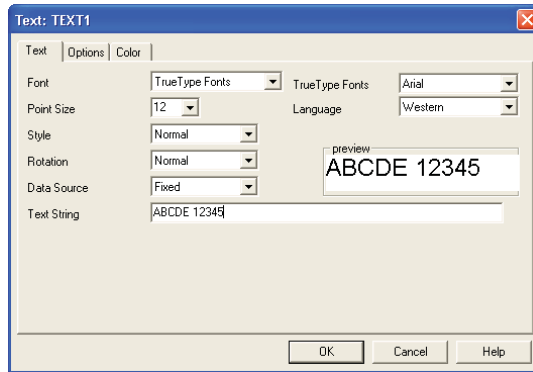 Text: TEXT1
Text Options Color
Font TrueType Fonts TrueType Fonts Arial
Point Size 12 Language Western
Style Normal
Rotation Normal
preview
ABCDE 12345
Data Source Fixed
Text String ABCDE 12345
OK Cancel Help